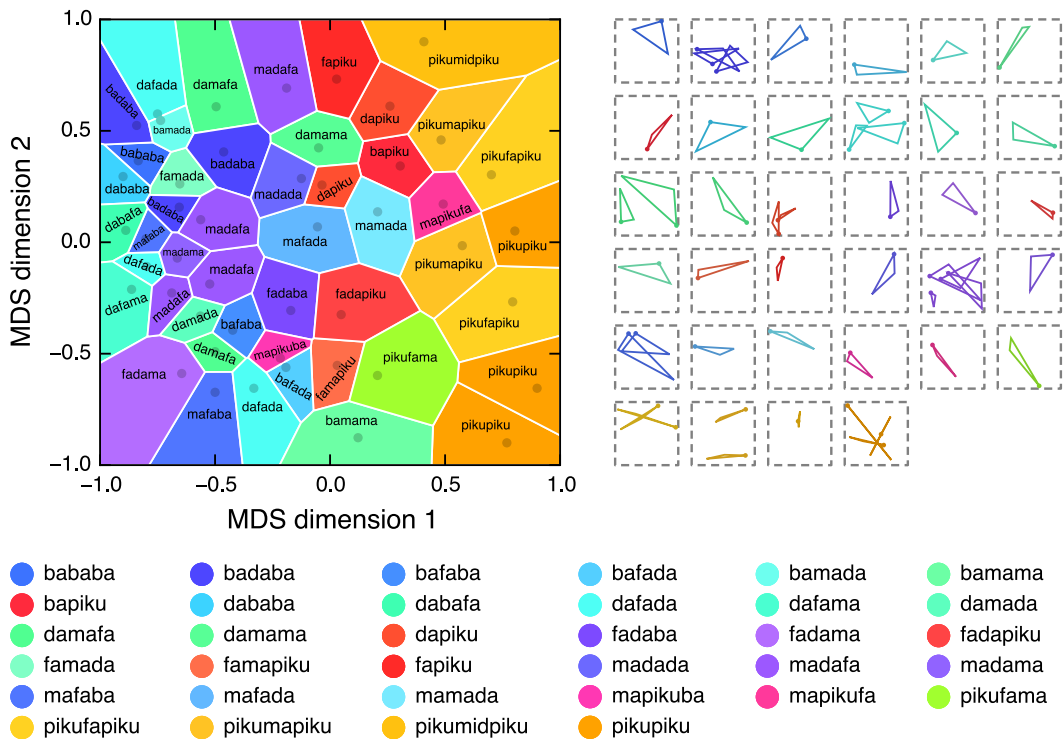 1.0
0.5
0.0
−0.5
−1.0
MDS dimension 2
pikumidpiku
fapiku
madafa
dafada
damafa
badaba
dapiku
bamada
damama
pikumapiku
bapiku
pikufapiku
bababa
badaba
famada
dababa
madada
dapiku
mapikufa
badaba
dabafa
mamada
madafa
mafada
mafaba
pikupiku
madama
dafada
madafa
pikumapiku
madafa
dafama
fadaba
fadapiku
pikufapiku
damada
bafaba
damafa
mapikuba
pikufama
fadama
famapiku
pikupiku
bafada
dafada
mafaba
bamama
pikupiku
−1.0 −0.5 0.0 0.5 1.0
MDS dimension 1
bababa badaba bafaba bafada bamada bamama
bapiku dababa dabafa dafada dafama damada
damafa damama dapiku fadaba fadama fadapiku
famada famapiku fapiku madada madafa madama
mafaba mafada mamada mapikuba mapikufa pikufama
pikufapiku pikumapiku pikumidpiku pikupiku